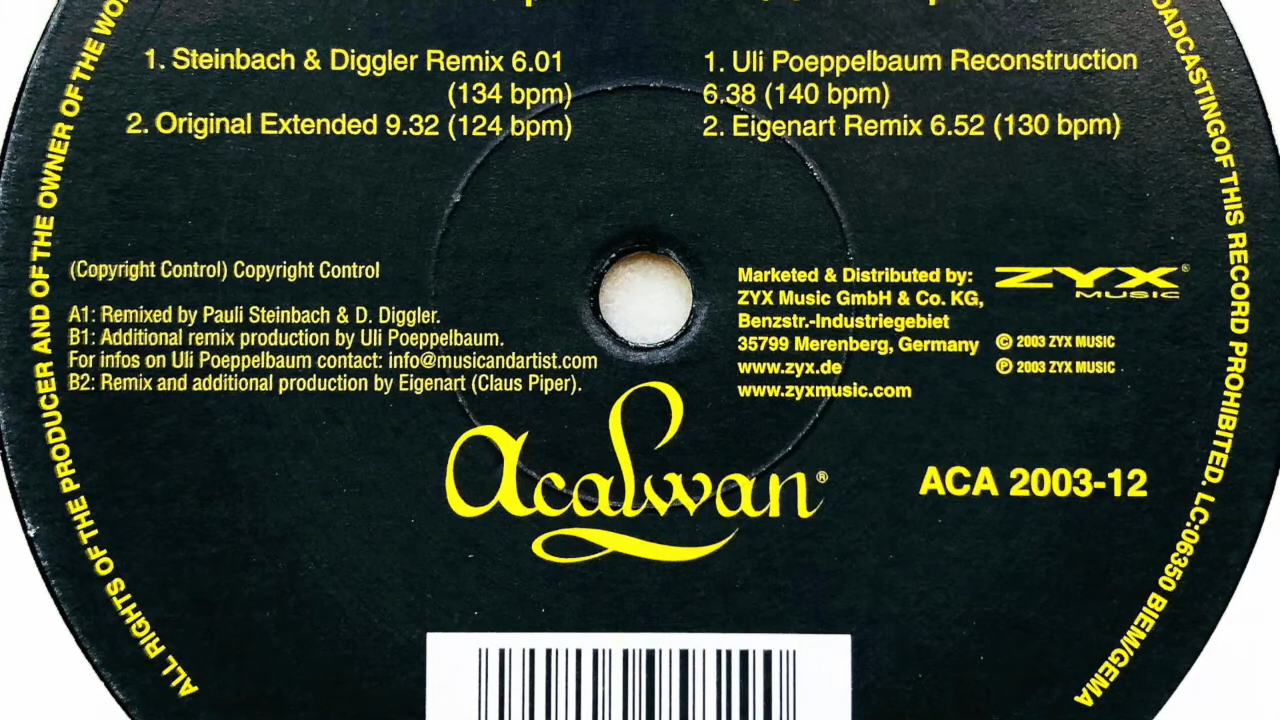 1. Steinbach & Diggler Remix 6.01
(134 bpm)
2. Original Extended 9.32 (124 bpm)
1. Uli Poeppelbaum Reconstruction
6.38 (140 bpm)
2. Eigenart Remix 6.52 (130 bpm)
(Copyright Control) Copyright Control
A1: Remixed by Pauli Steinbach & D. Diggler.
B1: Additional remix production by Uli Poeppelbaum.
For infos on Uli Poeppelbaum contact: info@musicandartist.com
B2: Remix and additional production by Eigenart (Claus Piper).
Marketed & Distributed by:
ZYX Music GmbH & Co. KG,
Benzstr.-Industriegebiet
35799 Merenberg, Germany
www.zyx.de
www.zyxmusic.com
ZYX®
MUSIC
© 2003 ZYX MUSIC
℗ 2003 ZYX MUSIC
Acalwan®
ACA 2003-12
ALL RIGHTS OF THE PRODUCER AND OF THE OWNER OF THE
OF THIS RECORD PROHIBITED. LC:06350 BIEM/GEMA